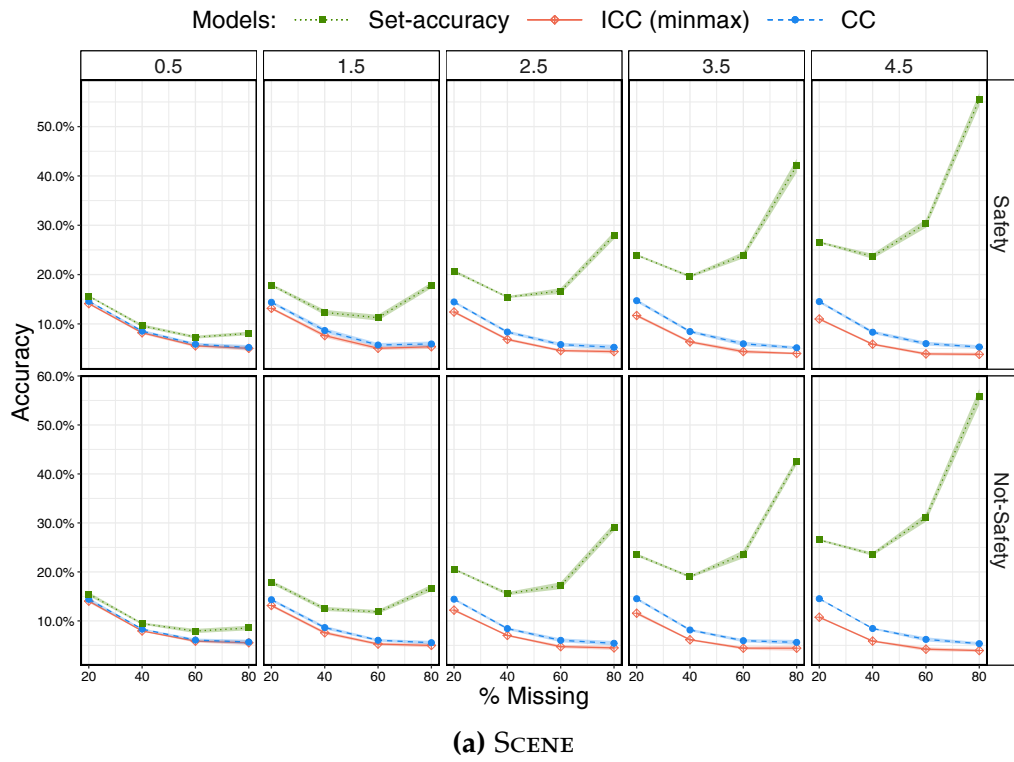 Models: Set-accuracy ICC (minmax) CC
0.5 1.5 2.5 3.5 4.5
50.0%
40.0%
30.0%
20.0%
10.0%
Safety
Accuracy
60.0%
50.0%
40.0%
30.0%
20.0%
10.0%
Not-Safety
20 40 60 80 20 40 60 80 20 40 60 80 20 40 60 80 20 40 60 80
% Missing
(a) SCENE